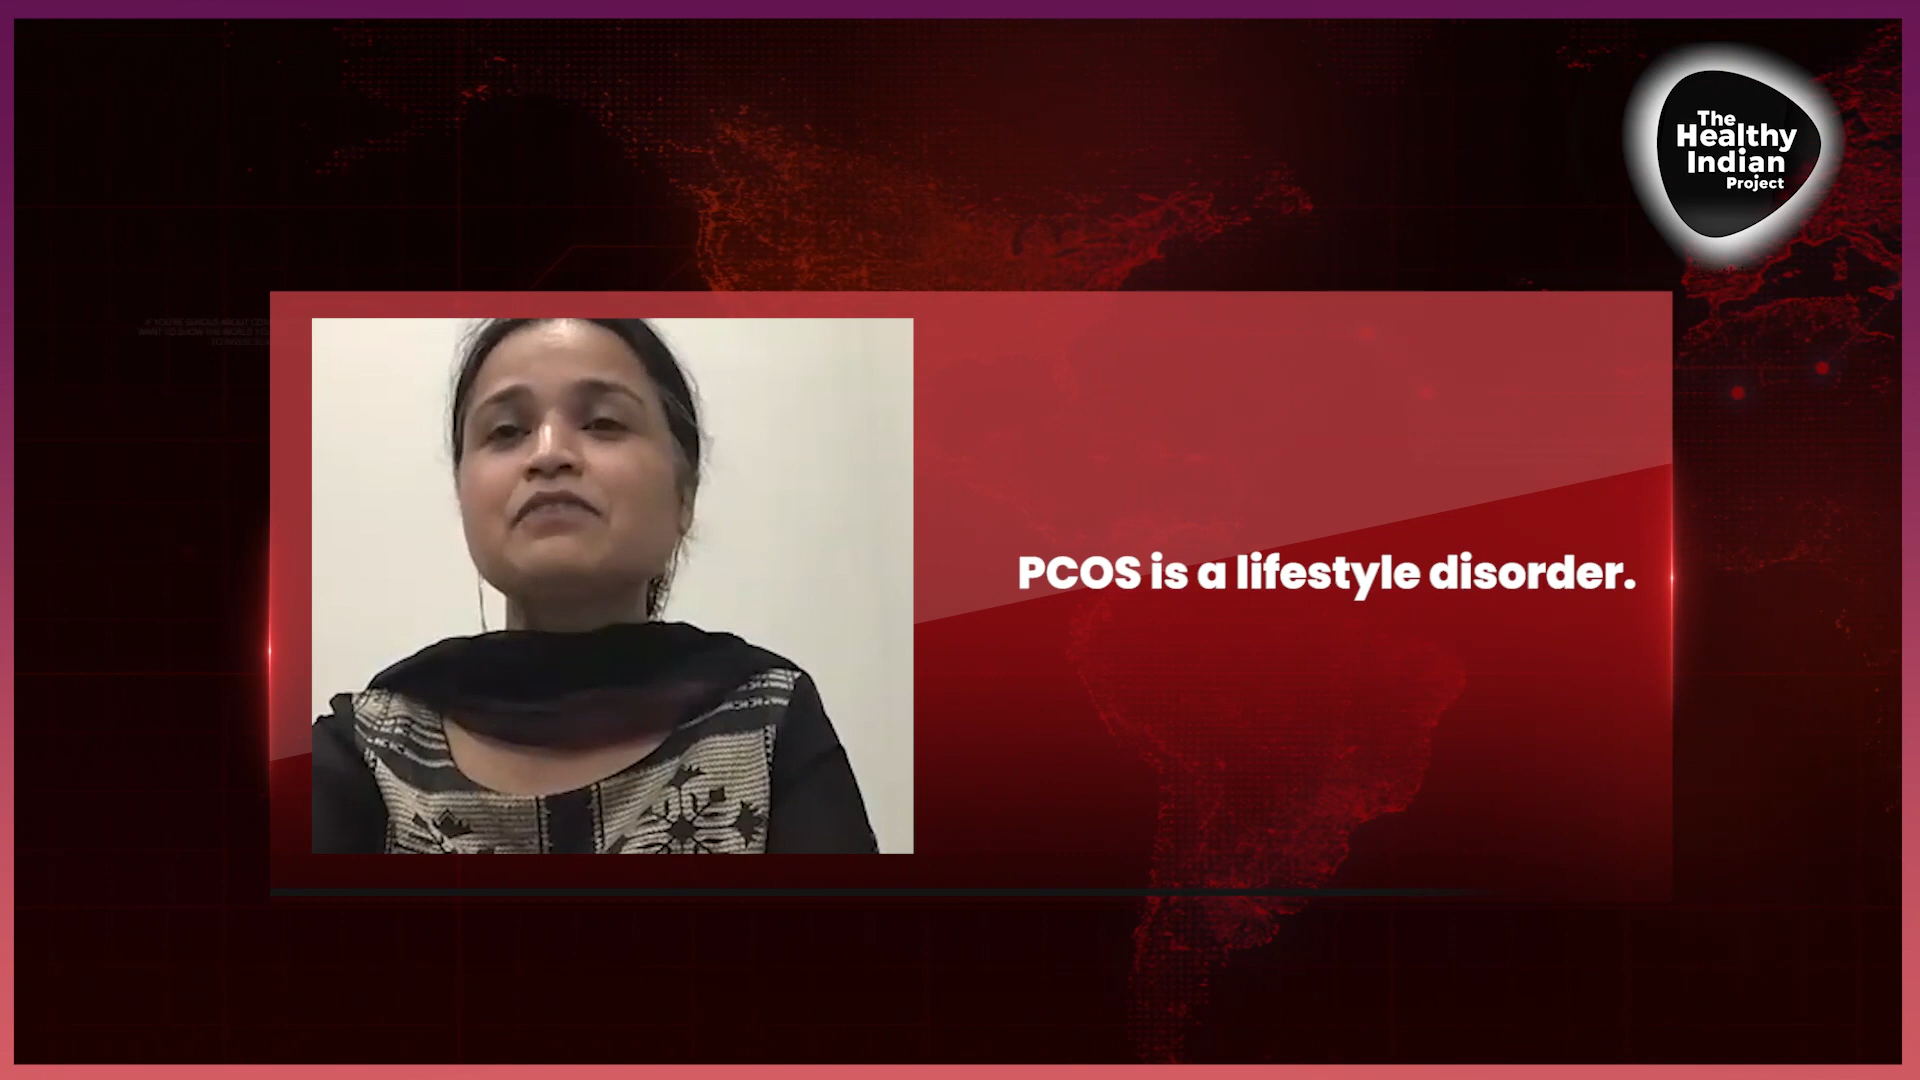 The
Healthy
Indian
Project
PCOS is a lifestyle disorder.